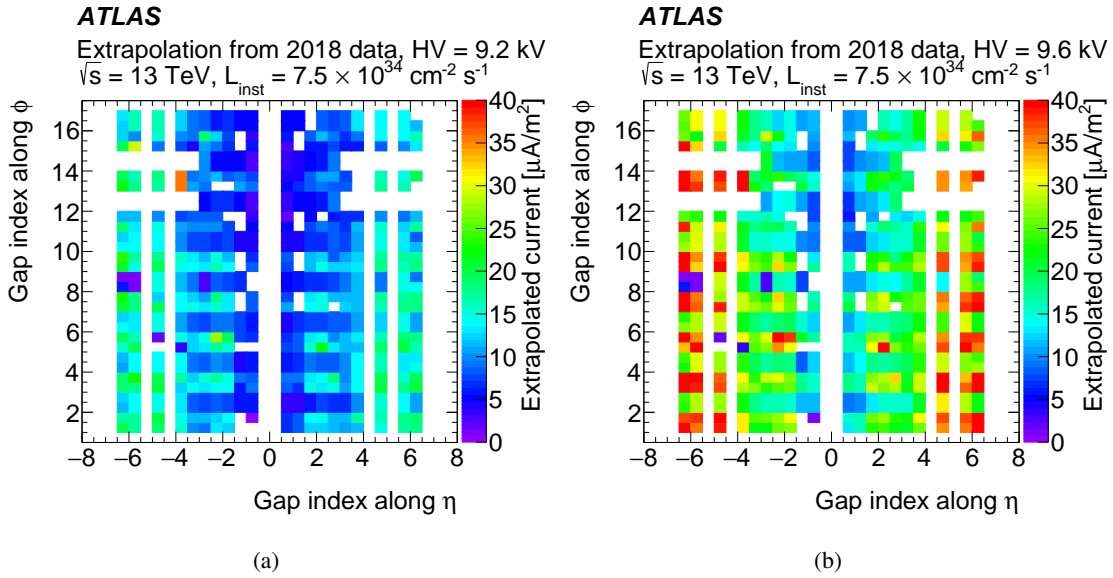 ATLAS
Extrapolation from 2018 data, HV = 9.2 kV
√s = 13 TeV, L_inst = 7.5 × 10^34 cm^-2 s^-1
Gap index along ϕ
16
14
12
10
8
6
4
2
−8 −6 −4 −2 0 2 4 6 8
Gap index along η
40
35
30
25
20
15
10
5
0
Extrapolated current [μA/m²]
(a)
ATLAS
Extrapolation from 2018 data, HV = 9.6 kV
√s = 13 TeV, L_inst = 7.5 × 10^34 cm^-2 s^-1
Gap index along ϕ
16
14
12
10
8
6
4
2
−8 −6 −4 −2 0 2 4 6 8
Gap index along η
40
35
30
25
20
15
10
5
0
Extrapolated current [μA/m²]
(b)